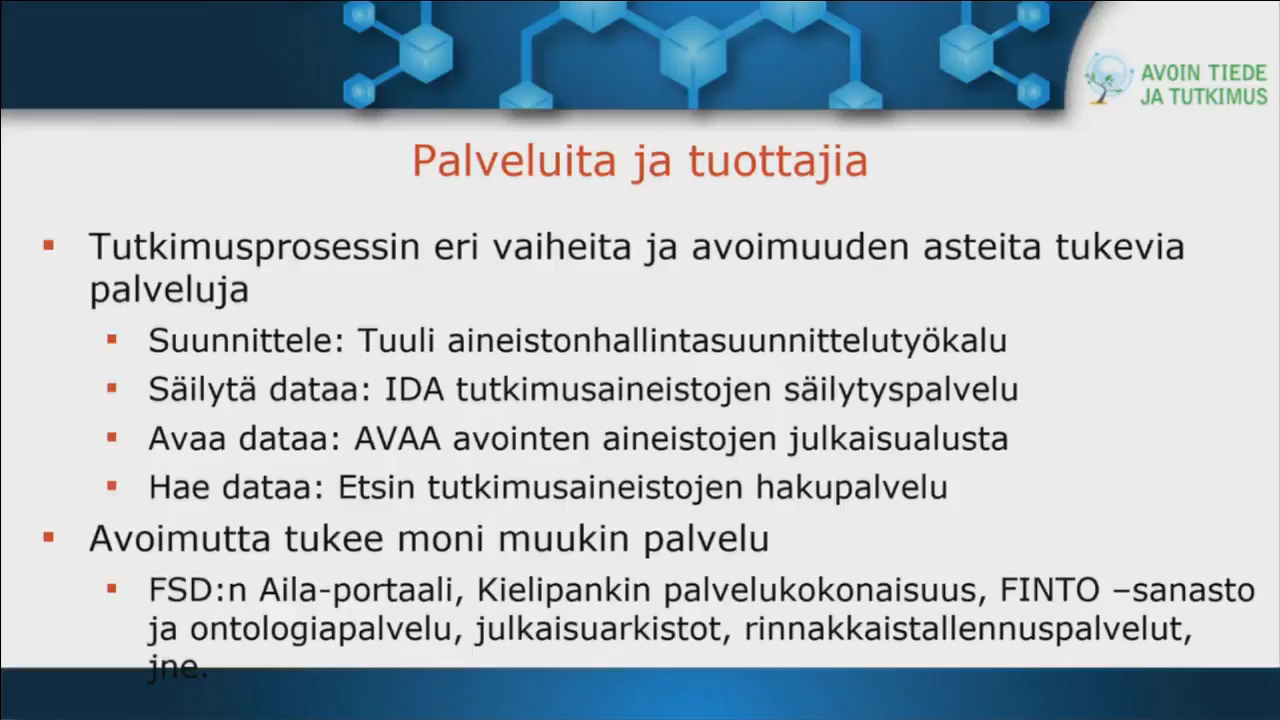 AVOIN TIEDE
JA TUTKIMUS
Palveluita ja tuottajia
Tutkimusprosessin eri vaiheita ja avoimuuden asteita tukevia
palveluja
Suunnittele: Tuuli aineistonhallintasuunnittelutyökalu
Säilytä dataa: IDA tutkimusaineistojen säilytyspalvelu
Avaa dataa: AVAA avointen aineistojen julkaisualusta
Hae dataa: Etsin tutkimusaineistojen hakupalvelu
Avoimutta tukee moni muukin palvelu
FSD:n Aila-portaali, Kielipankin palvelukokonaisuus, FINTO –sanasto
ja ontologiapalvelu, julkaisuarkistot, rinnakkaistallennuspalvelut,
jne.